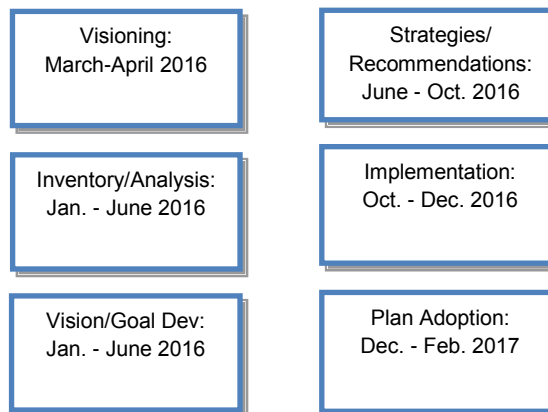 Visioning:
March-April 2016
Inventory/Analysis:
Jan. - June 2016
Vision/Goal Dev:
Jan. - June 2016
Strategies/
Recommendations:
June - Oct. 2016
Implementation:
Oct. - Dec. 2016
Plan Adoption:
Dec. - Feb. 2017